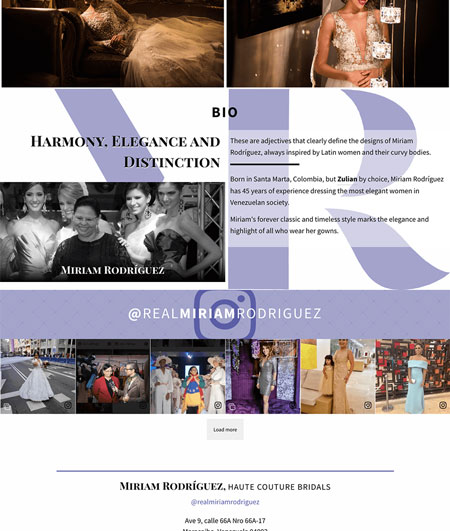 BIO
HARMONY, ELEGANCE AND
DISTINCTION
These are adjectives that clearly define the designs of Miriam
Rodríguez, always inspired by Latin women and their curvy bodies.
Born in Santa Marta, Colombia, but Zulian by choice, Miriam Rodríguez
has 45 years of experience dressing the most elegant women in
Venezuelan society.
Miriam's forever classic and timeless style marks the elegance and
highlight of all who wear her gowns.
MIRIAM RODRÍGUEZ
@REALMIRIAMRODRIGUEZ
Load more
MIRIAM RODRÍGUEZ, HAUTE COUTURE BRIDALS
@realmiriamrodriguez
Ave 9, calle 66A Nro 66A-17